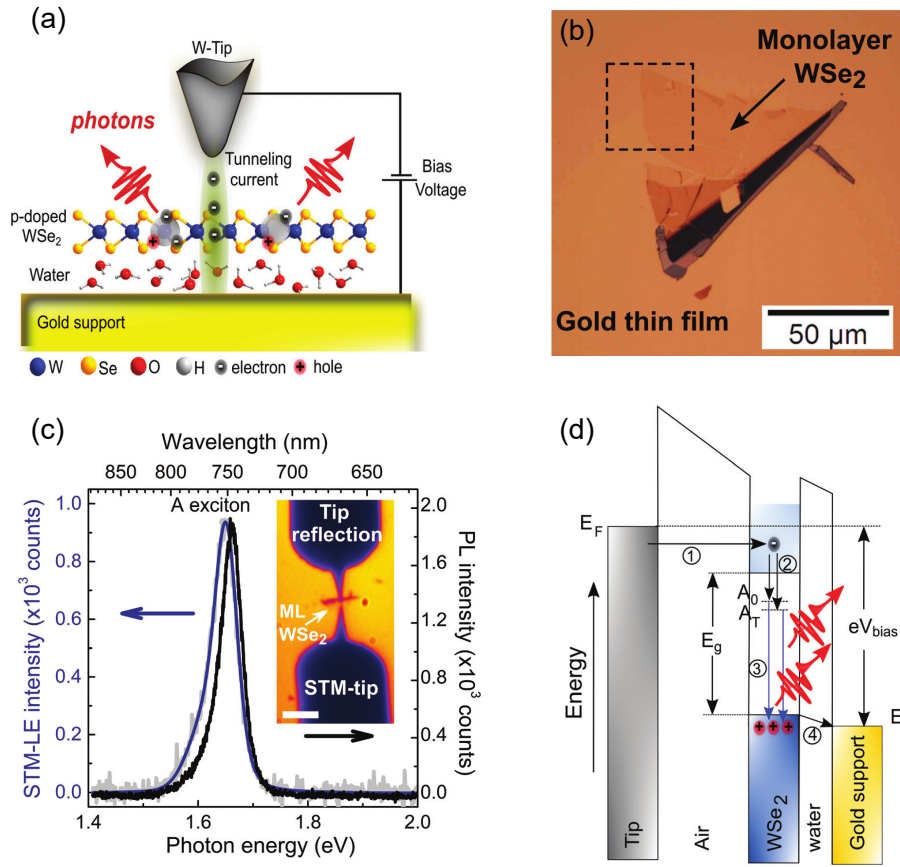 (a)
W-Tip
photons
Tunneling
current
Bias
Voltage
p-doped
WSe2
Water
Gold support
W Se O H electron hole
(b)
Monolayer
WSe2
Gold thin film
50 μm
(c)
Wavelength (nm)
850 800 750 700 650
A exciton
STM-LE intensity (x10³ counts)
1.0
0.8
0.6
0.4
0.2
0.0
Tip
reflection
ML
WSe2
STM-tip
2.0
1.6
1.2
0.8
0.4
0.0
PL intensity (x10³ counts)
1.4 1.6 1.8 2.0
Photon energy (eV)
(d)
EF
1
2
A0
AT
Eg
3
eVbias
Energy
E
4
Tip
Air
WSe2
water
Gold support